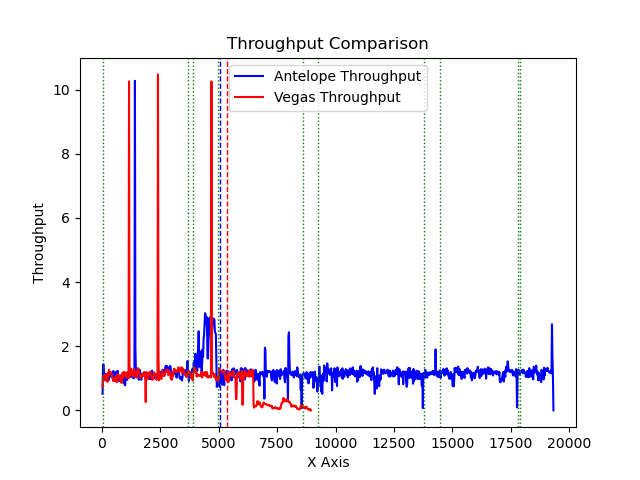 Throughput Comparison
Antelope Throughput
Vegas Throughput
10
8
6
4
2
0
Throughput
0 2500 5000 7500 10000 12500 15000 17500 20000
X Axis